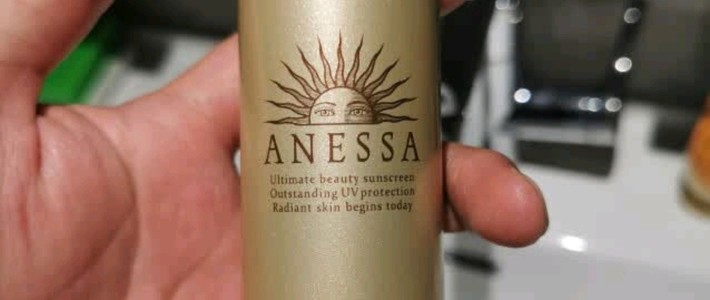 ANESSA
Ultimate beauty sunscreen
Outstanding UV protection
Radiant skin begins today